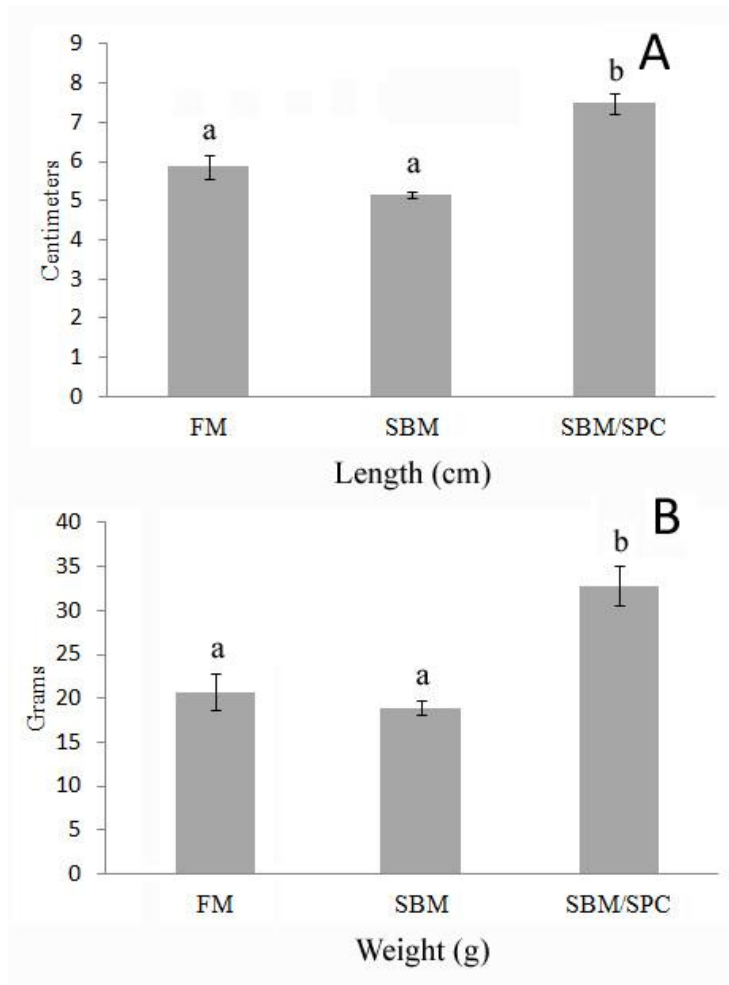 A
9
8
7
6
5
4
3
2
1
0
Centimeters
a
a
b
FM SBM SBM/SPC
Length (cm)
B
40
35
30
25
20
15
10
5
0
Grams
a
a
b
FM SBM SBM/SPC
Weight (g)